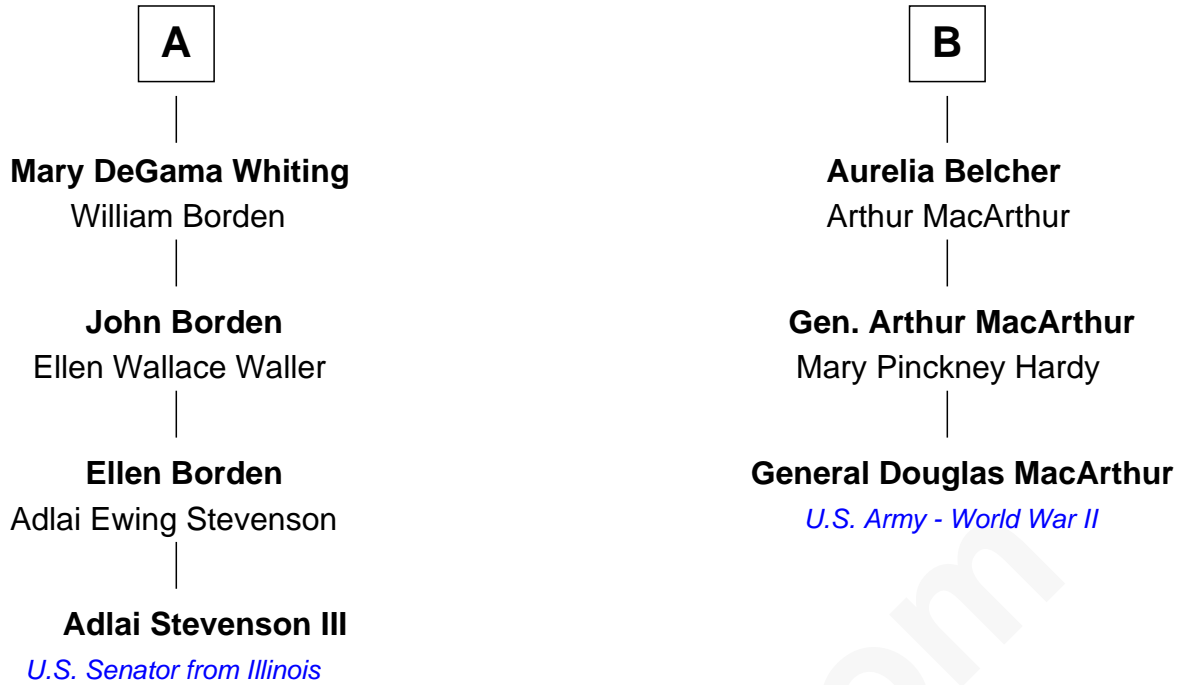 A
Mary DeGama Whiting
William Borden
John Borden
Ellen Wallace Waller
Ellen Borden
Adlai Ewing Stevenson
Adlai Stevenson III
U.S. Senator from Illinois
B
Aurelia Belcher
Arthur MacArthur
Gen. Arthur MacArthur
Mary Pinckney Hardy
General Douglas MacArthur
U.S. Army - World War II
om